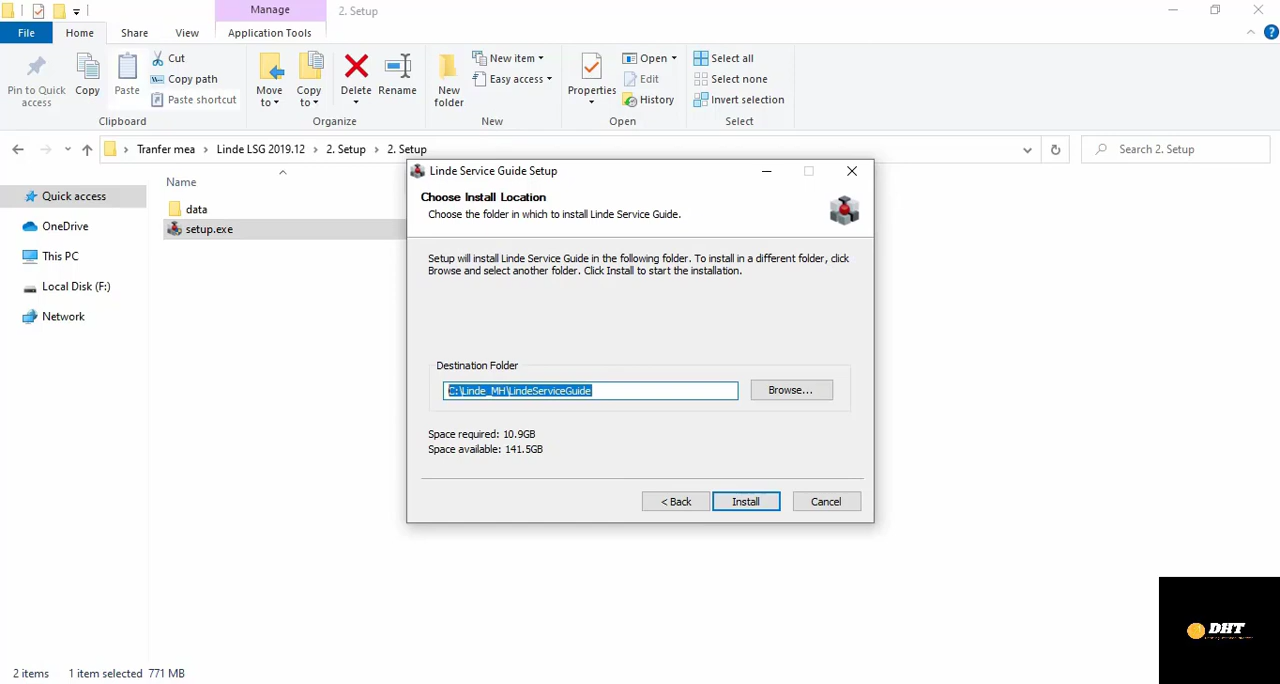 Manage
2. Setup
File
Home
Share
View
Application Tools
Pin to Quick
access
Copy
Paste
Cut
Copy path
Paste shortcut
Clipboard
Move
to
Copy
to
Delete
Rename
Organize
New
folder
New item
Easy access
New
Properties
Open
Edit
History
Open
Select all
Select none
Invert selection
Select
Tranfer mea > Linde LSG 2019.12 > 2. Setup > 2. Setup
Search 2. Setup
Quick access
OneDrive
This PC
Local Disk (F:)
Network
Name
data
setup.exe
Linde Service Guide Setup
Choose Install Location
Choose the folder in which to install Linde Service Guide.
Setup will install Linde Service Guide in the following folder. To install in a different folder, click
Browse and select another folder. Click Install to start the installation.
Destination Folder
C:\Linde_MH\LindeServiceGuide
Browse...
Space required: 10.9GB
Space available: 141.5GB
< Back
Install
Cancel
2 items
1 item selected 771 MB
DHT